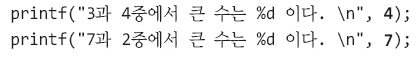 printf("3과 4중에서 큰 수는 %d 이다. \n", 4);
printf("7과 2중에서 큰 수는 %d 이다. \n", 7);